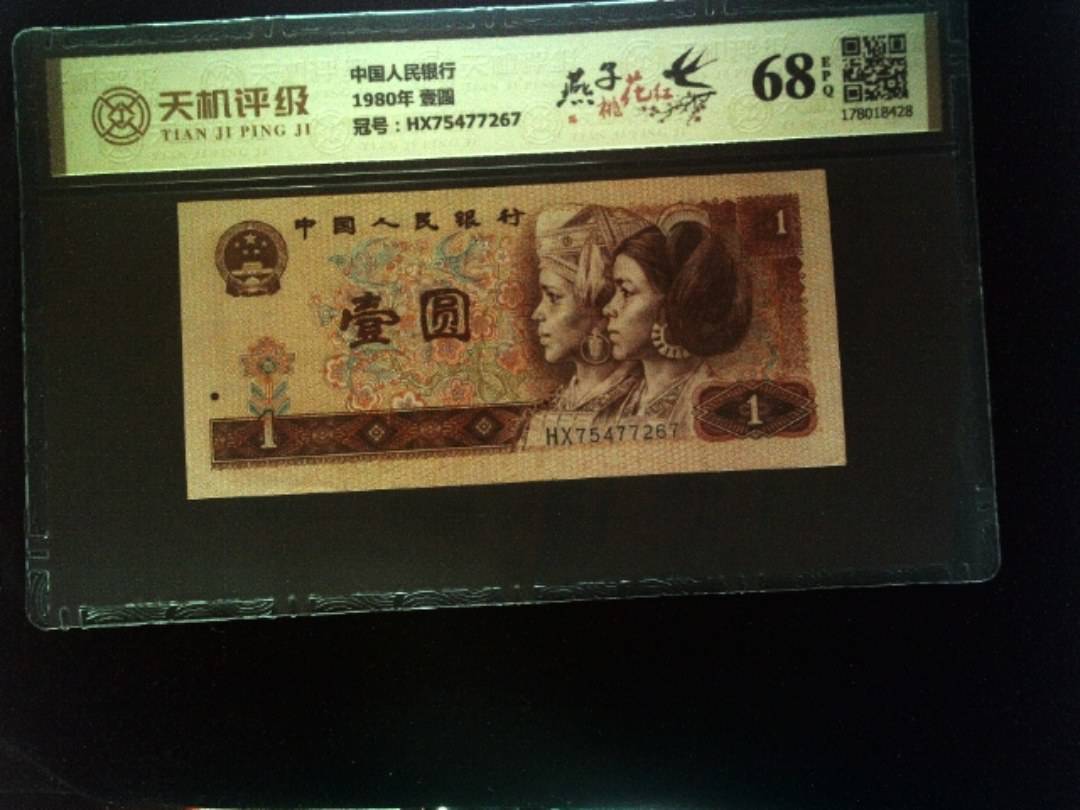 天机评级
TIAN JI PING JI
中国人民银行
1980年 壹圆
冠号：HX75477267
燕子
桃花红
68
EPQ
178018428
中国人民银行
壹圆
1
1
HX75477267
1